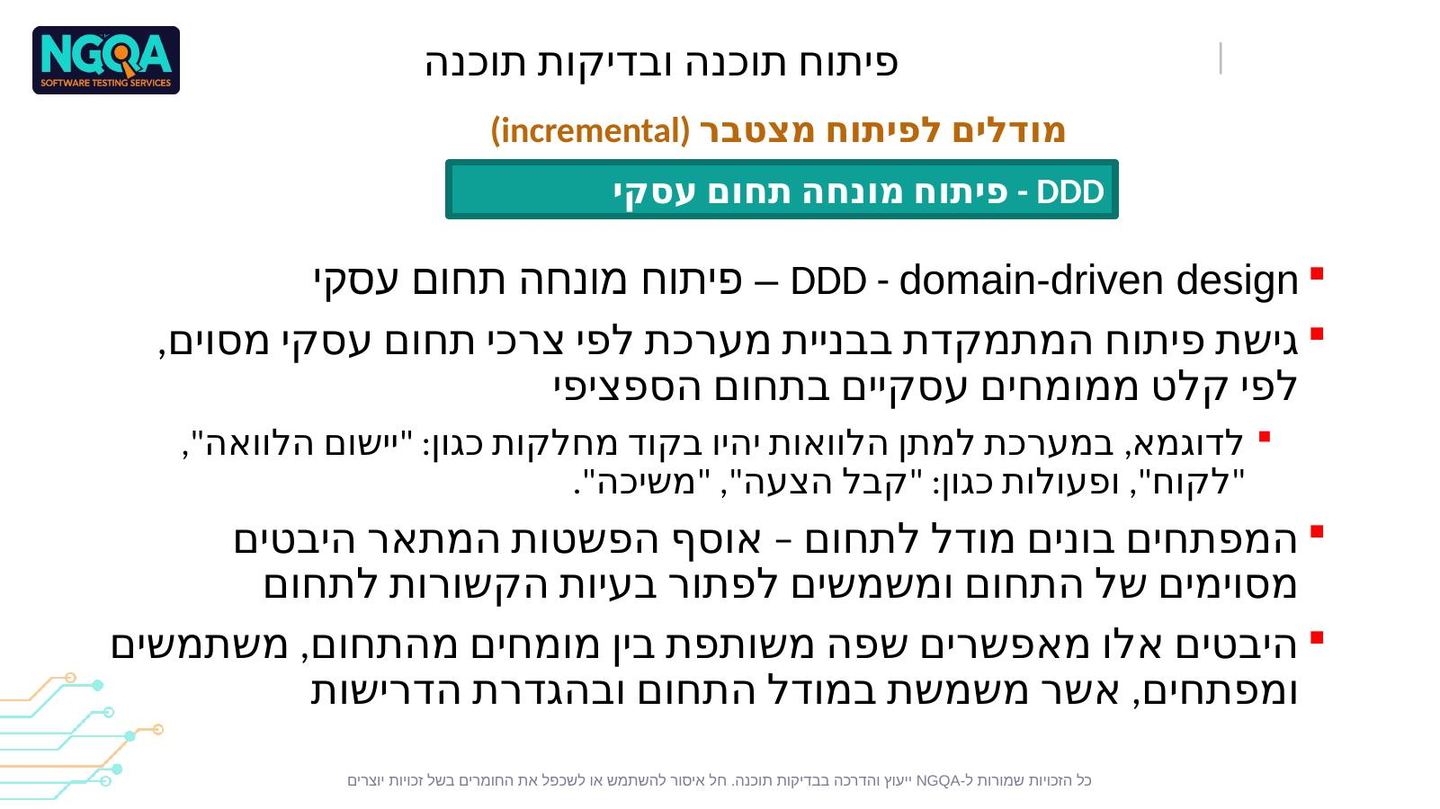 NGQA
SOFTWARE TESTING SERVICES
פיתוח תוכנה ובדיקות תוכנה
מודלים לפיתוח מצטבר (incremental)
DDD - פיתוח מונחה תחום עסקי
DDD - domain-driven design – פיתוח מונחה תחום עסקי
גישת פיתוח המתמקדת בבניית מערכת לפי צרכי תחום עסקי מסוים,
לפי קלט ממומחים עסקיים בתחום הספציפי
לדוגמא, במערכת למתן הלוואות יהיו בקוד מחלקות כגון: "יישום הלוואה",
"לקוח", ופעולות כגון: "קבל הצעה", "משיכה".
המפתחים בונים מודל לתחום – אוסף הפשטות המתאר היבטים
מסוימים של התחום ומשמשים לפתור בעיות הקשורות לתחום
היבטים אלו מאפשרים שפה משותפת בין מומחים מהתחום, משתמשים
ומפתחים, אשר משמשת במודל התחום ובהגדרת הדרישות
כל הזכויות שמורות ל-NGQA ייעוץ והדרכה בבדיקות תוכנה. חל איסור להשתמש או לשכפל את החומרים בשל זכויות יוצרים